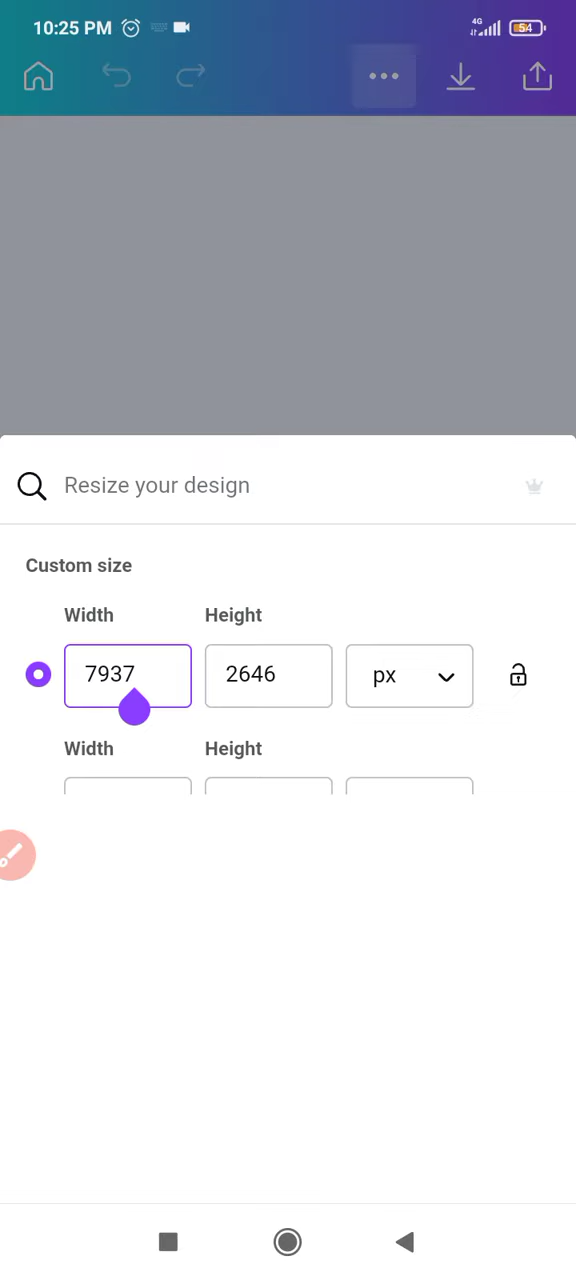 10:25 PM 4G 54
Resize your design
Custom size
Width Height
7937 2646 px
Width Height